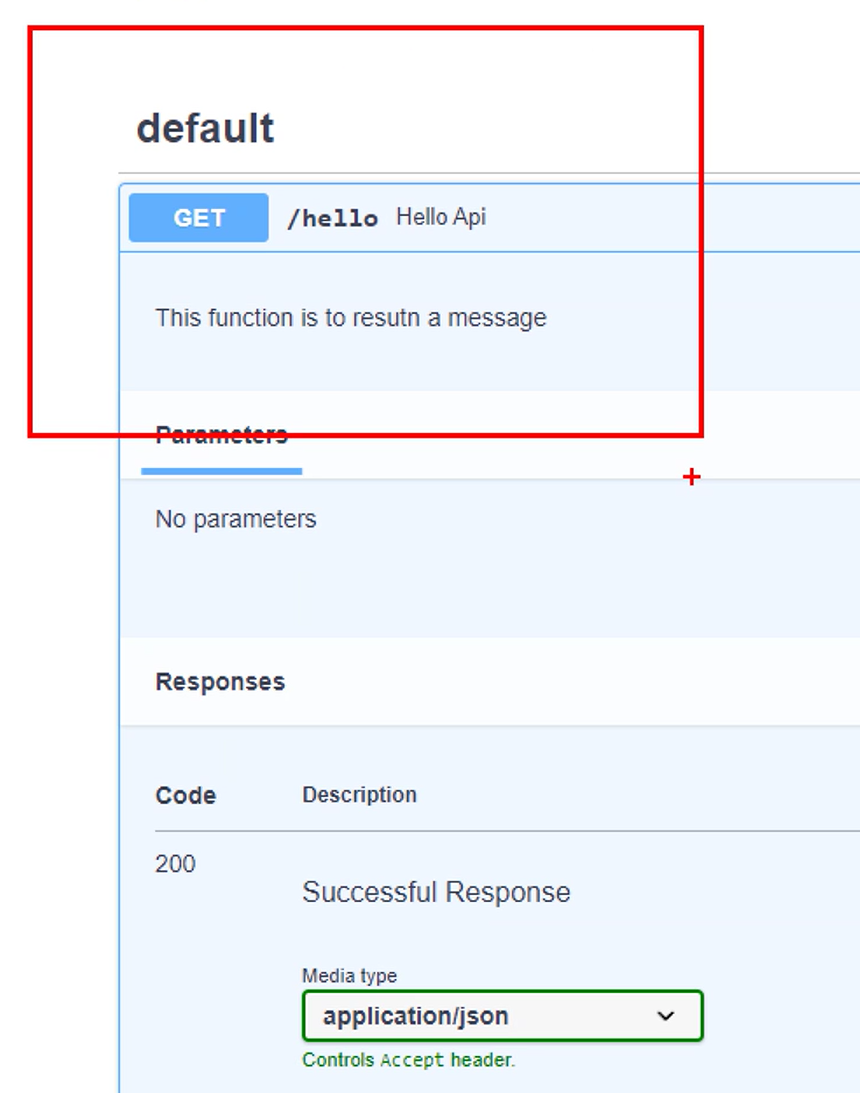 default
GET /hello Hello Api
This function is to resutn a message
Parameters
No parameters
Responses
Code Description
200
Successful Response
Media type
application/json
Controls Accept header.